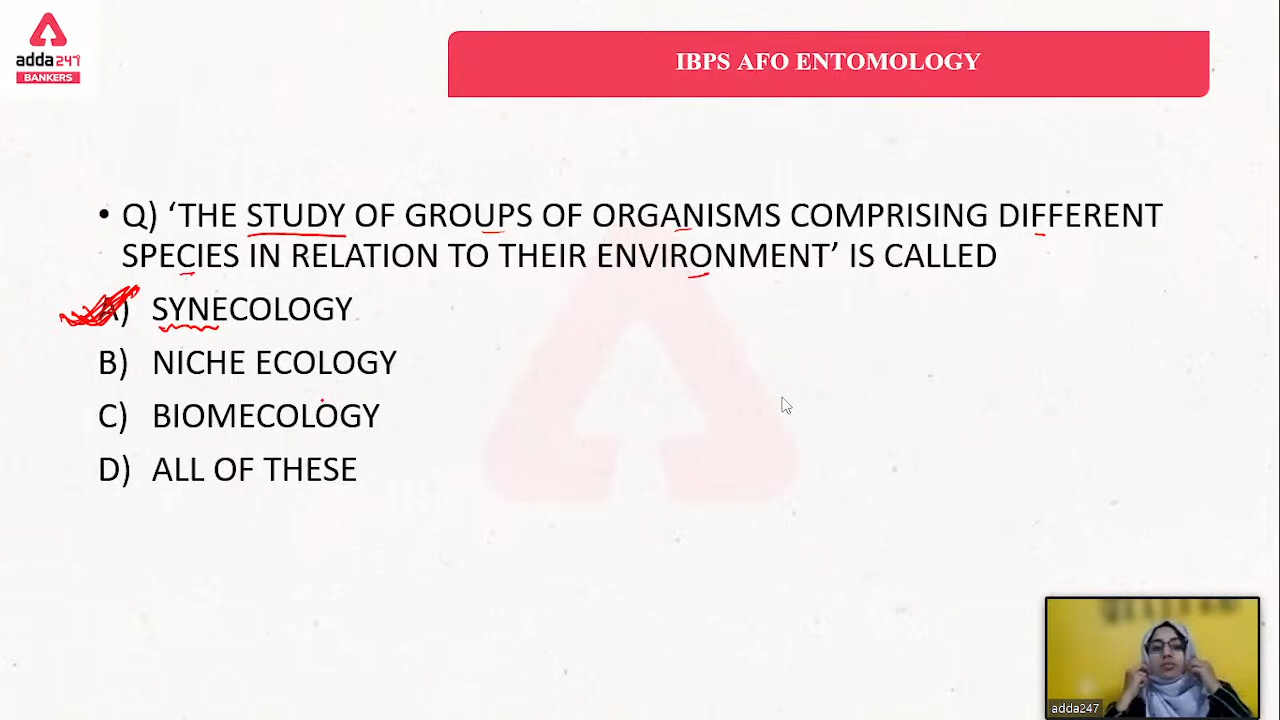 adda247
BANKERS
IBPS AFO ENTOMOLOGY
• Q) ‘THE STUDY OF GROUPS OF ORGANISMS COMPRISING DIFFERENT
SPECIES IN RELATION TO THEIR ENVIRONMENT’ IS CALLED
A) SYNECOLOGY
B) NICHE ECOLOGY
C) BIOMECOLOGY
D) ALL OF THESE
adda247